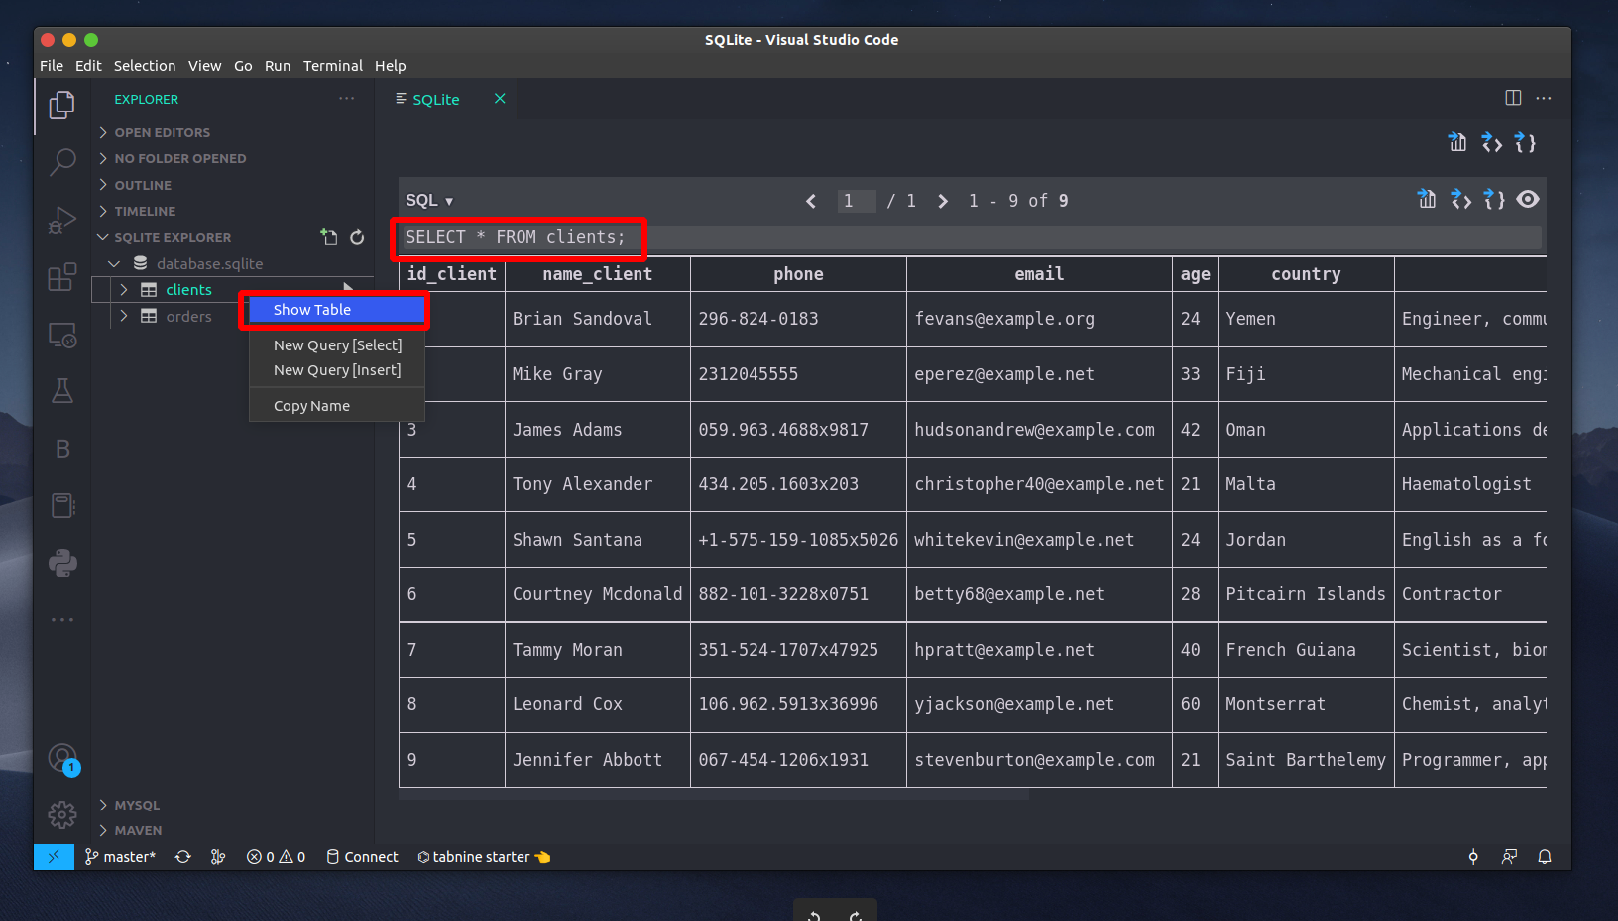 SQLite - Visual Studio Code
File Edit Selection View Go Run Terminal Help
EXPLORER
SQLite
OPEN EDITORS
NO FOLDER OPENED
OUTLINE
TIMELINE
SQLITE EXPLORER
database.sqlite
clients
orders
Show Table
New Query [Select]
New Query [Insert]
Copy Name
SQL ▾ 1 / 1 1 - 9 of 9
SELECT * FROM clients;
id_client name_client phone email age country
Brian Sandoval 296-824-0183 fevans@example.org 24 Yemen Engineer, commu
Mike Gray 2312045555 eperez@example.net 33 Fiji Mechanical engi
3 James Adams 059.963.4688x9817 hudsonandrew@example.com 42 Oman Applications de
4 Tony Alexander 434.205.1603x203 christopher40@example.net 21 Malta Haematologist
5 Shawn Santana +1-575-159-1085x5026 whitekevin@example.net 24 Jordan English as a fo
6 Courtney Mcdonald 882-101-3228x0751 betty68@example.net 28 Pitcairn Islands Contractor
7 Tammy Moran 351-524-1707x47925 hpratt@example.net 40 French Guiana Scientist, biom
8 Leonard Cox 106.962.5913x36996 yjackson@example.net 60 Montserrat Chemist, analyt
9 Jennifer Abbott 067-454-1206x1931 stevenburton@example.com 21 Saint Barthelemy Programmer, app
B
1
MYSQL
MAVEN
master* 0 0 Connect tabnine starter